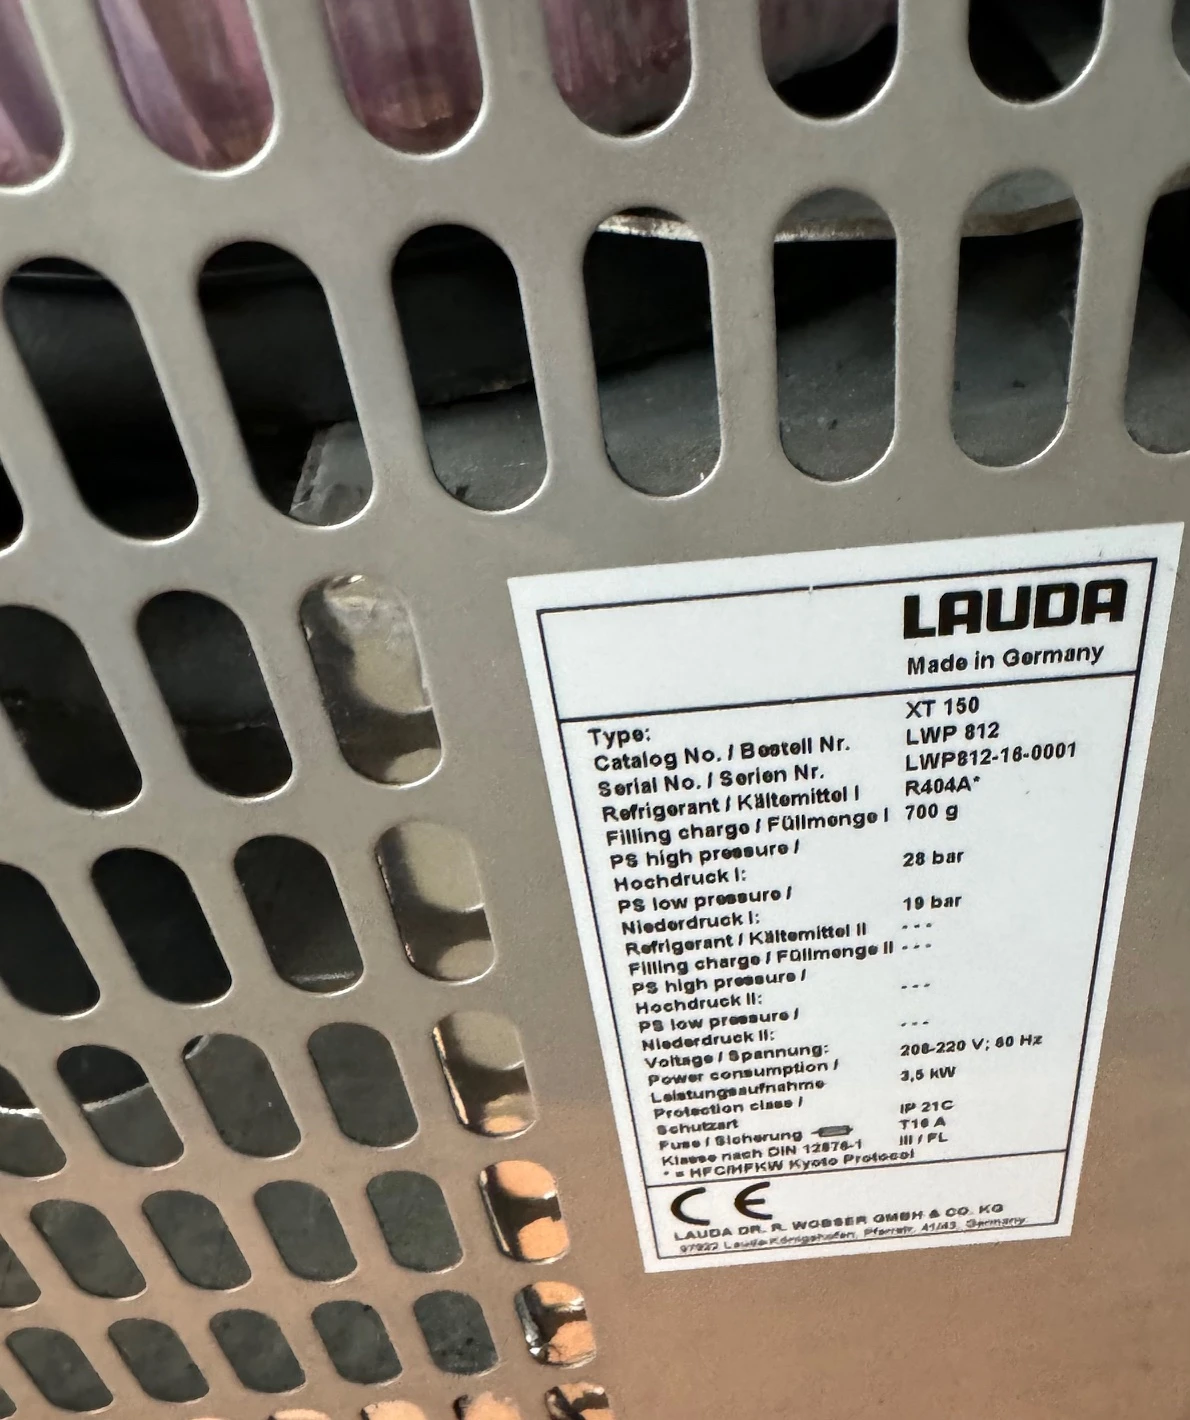 LAUDA
Made in Germany
Type: XT 150
Catalog No. / Bestell Nr. LWP 812
Serial No. / Serien Nr. LWP812-16-0001
Refrigerant / Kältemittel I R404A*
Filling charge / Füllmenge I 700 g
PS high pressure /
Hochdruck I: 28 bar
PS low pressure /
Niederdruck I: 19 bar
Refrigerant / Kältemittel II ---
Filling charge / Füllmenge II ---
PS high pressure /
Hochdruck II: ---
PS low pressure /
Niederdruck II: ---
Voltage / Spannung: 208-220 V; 60 Hz
Power consumption /
Leistungsaufnahme 3,5 kW
Protection class /
Schutzart IP 21C
Fuse / Sicherung T16 A
Klasse nach DIN 12876-1 III / FL
* = HFC/HFKW Kyoto Protocol
CE
LAUDA DR. R. WOBSER GMBH & CO. KG
97922 Lauda-Königshofen, Pfarrstr. 41/43, Germany